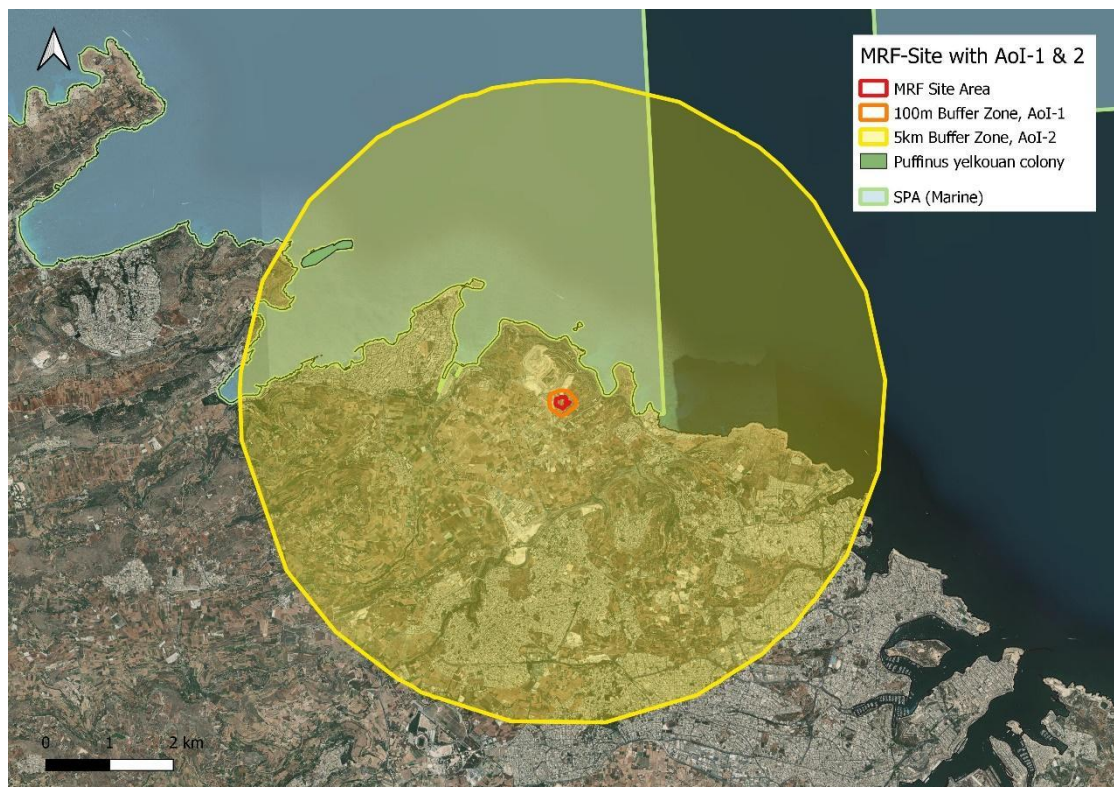 MRF-Site with AoI-1 & 2
MRF Site Area
100m Buffer Zone, AoI-1
5km Buffer Zone, AoI-2
Puffinus yelkouan colony
SPA (Marine)
0 1 2 km